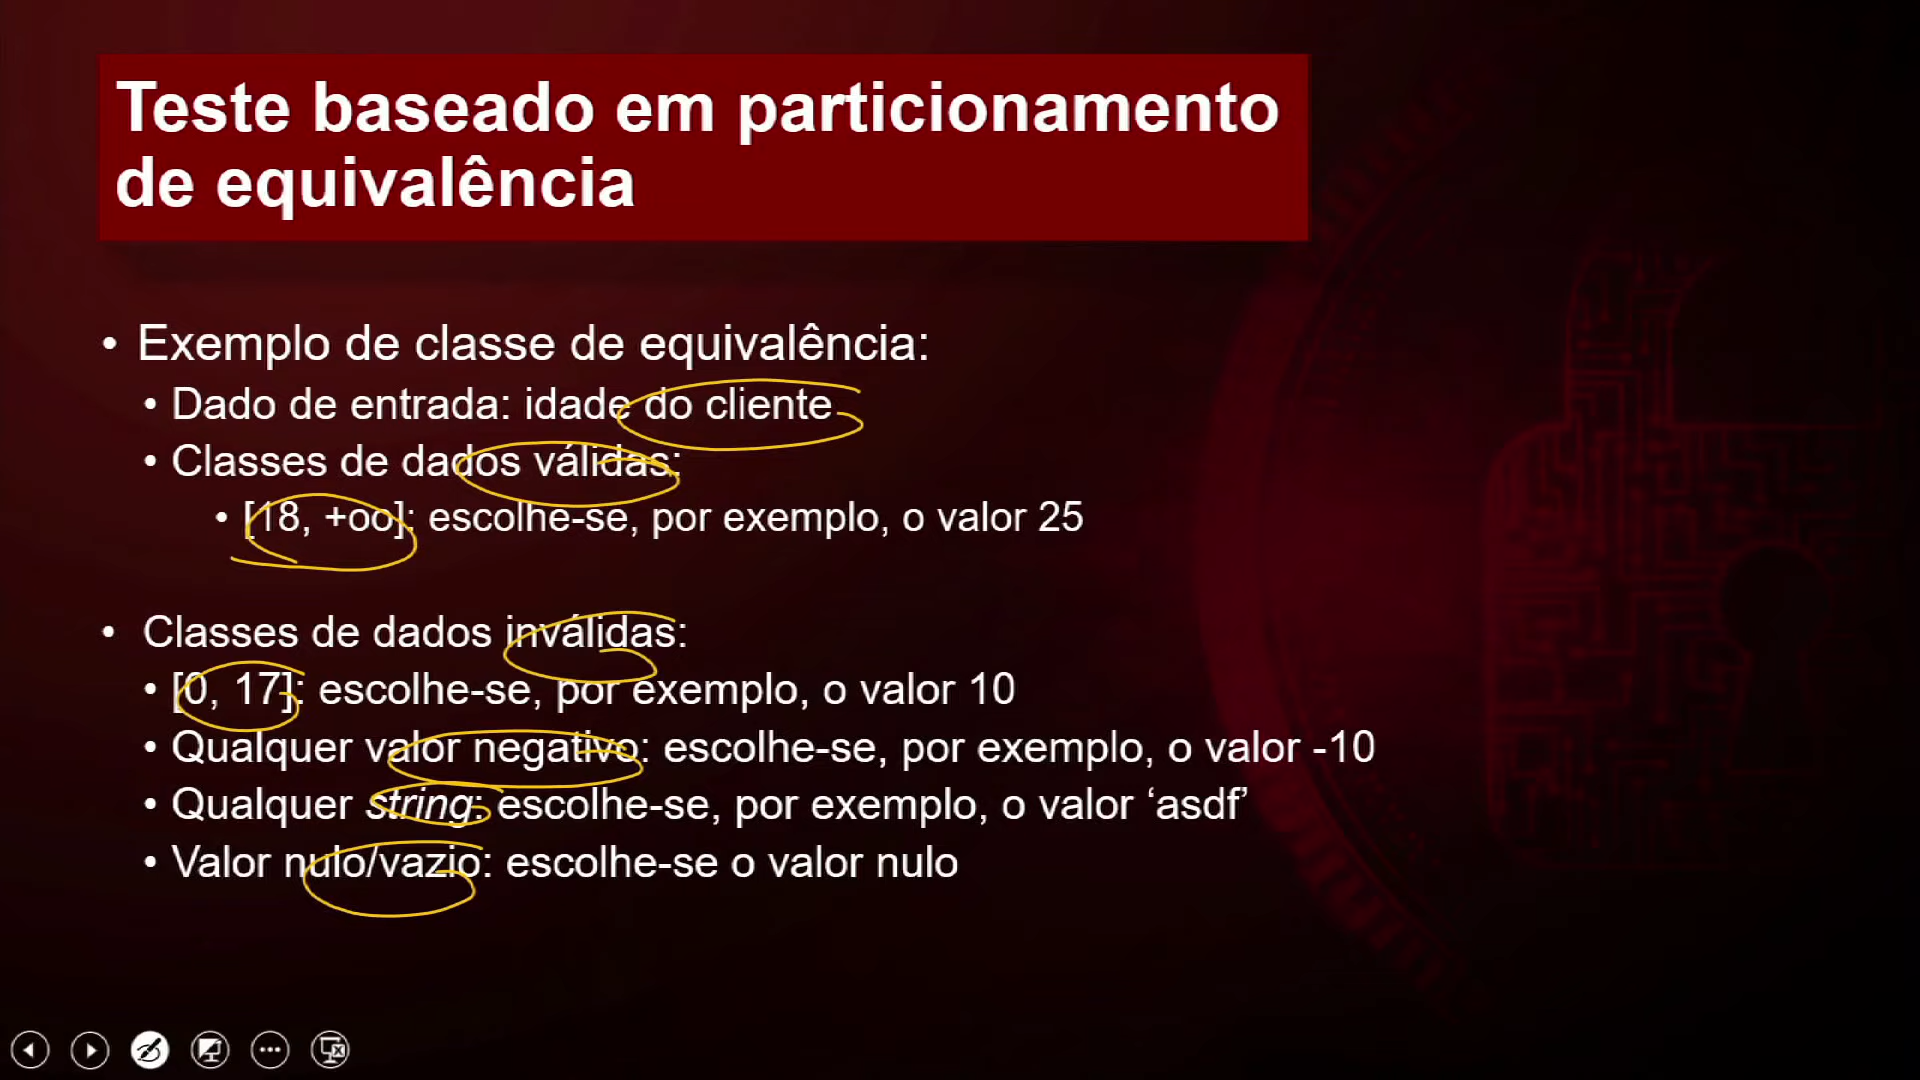 Teste baseado em particionamento
de equivalência
• Exemplo de classe de equivalência:
• Dado de entrada: idade do cliente
• Classes de dados válidas:
• [18, +oo]: escolhe-se, por exemplo, o valor 25
• Classes de dados inválidas:
• [0, 17]: escolhe-se, por exemplo, o valor 10
• Qualquer valor negativo: escolhe-se, por exemplo, o valor -10
• Qualquer string: escolhe-se, por exemplo, o valor ‘asdf’
• Valor nulo/vazio: escolhe-se o valor nulo